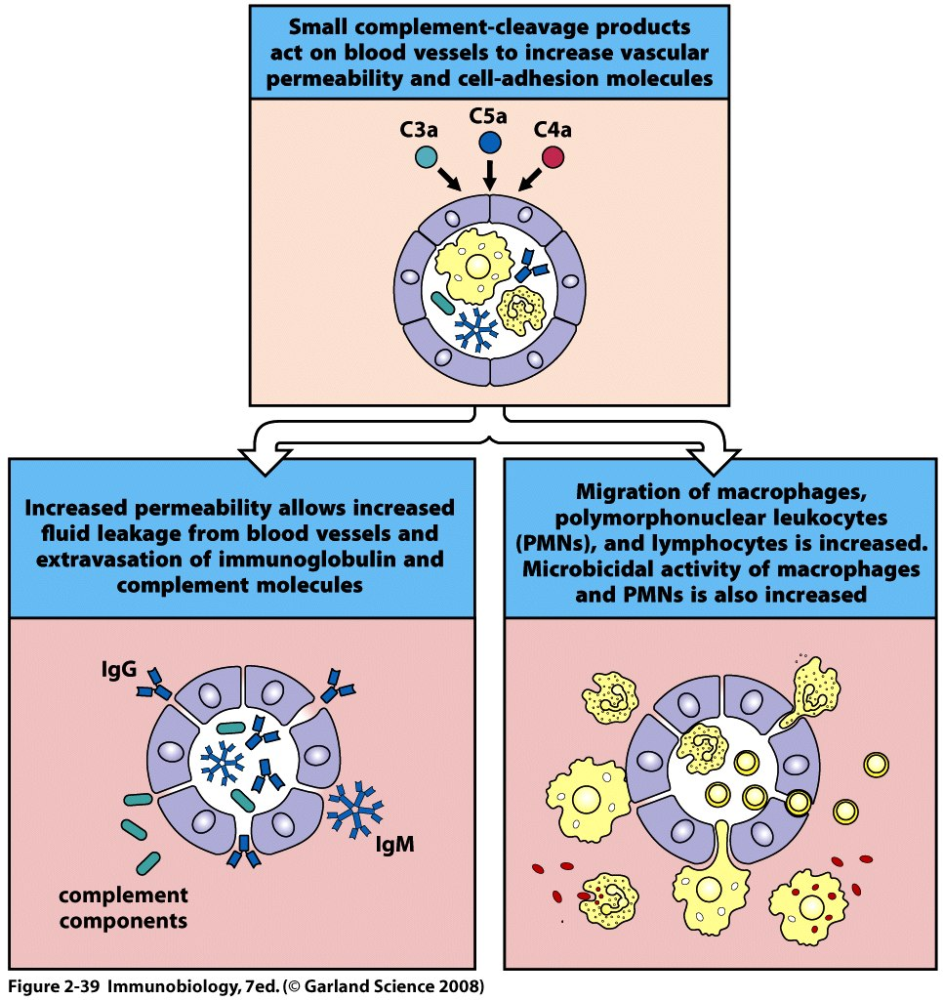 Small complement-cleavage products
act on blood vessels to increase vascular
permeability and cell-adhesion molecules
C3a
C5a
C4a
Increased permeability allows increased
fluid leakage from blood vessels and
extravasation of immunoglobulin and
complement molecules
IgG
IgM
complement
components
Migration of macrophages,
polymorphonuclear leukocytes
(PMNs), and lymphocytes is increased.
Microbicidal activity of macrophages
and PMNs is also increased
Figure 2-39 Immunobiology, 7ed. (© Garland Science 2008)